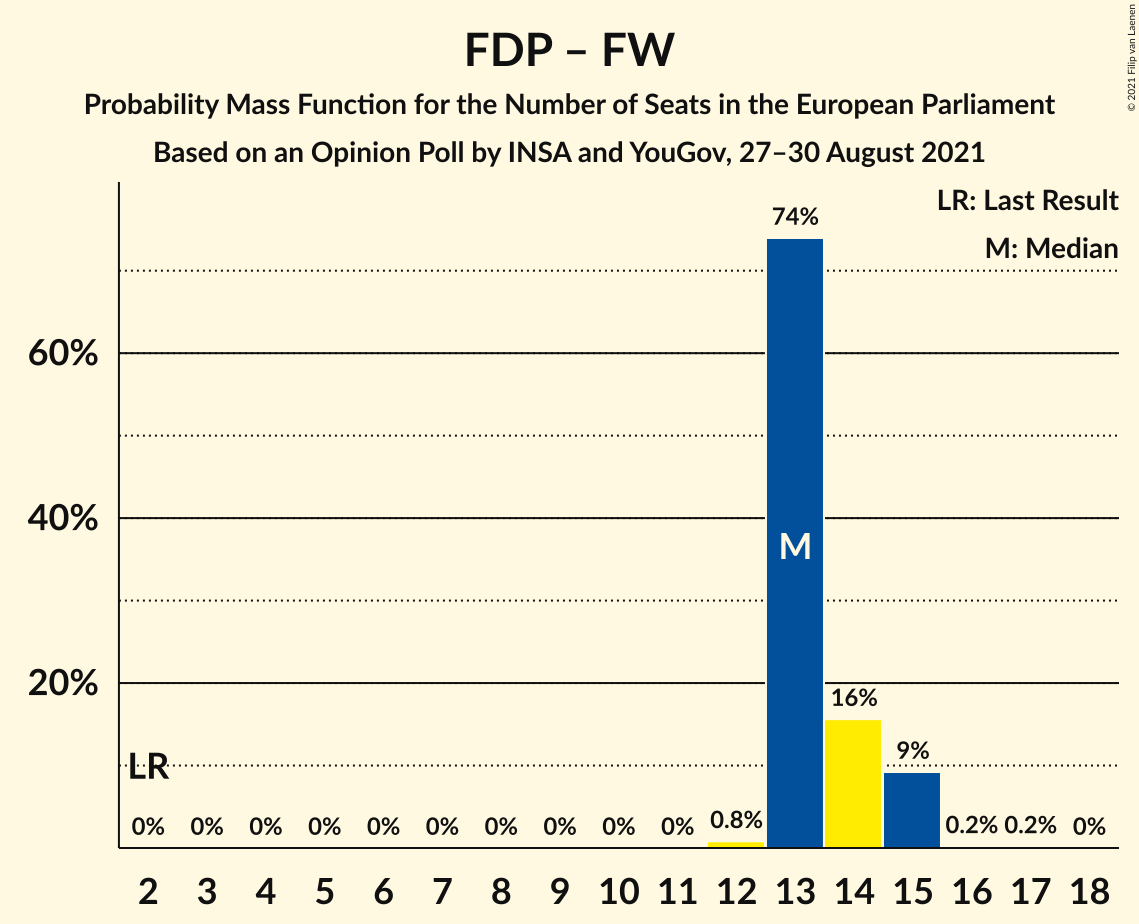 FDP – FW
Probability Mass Function for the Number of Seats in the European Parliament
Based on an Opinion Poll by INSA and YouGov, 27–30 August 2021
© 2021 Filip van Laenen
LR: Last Result
M: Median
74%
60%
40%
M
20%
16%
9%
LR
0% 0% 0% 0% 0% 0% 0% 0% 0% 0% 0.8% 0.2% 0.2% 0%
2 3 4 5 6 7 8 9 10 11 12 13 14 15 16 17 18